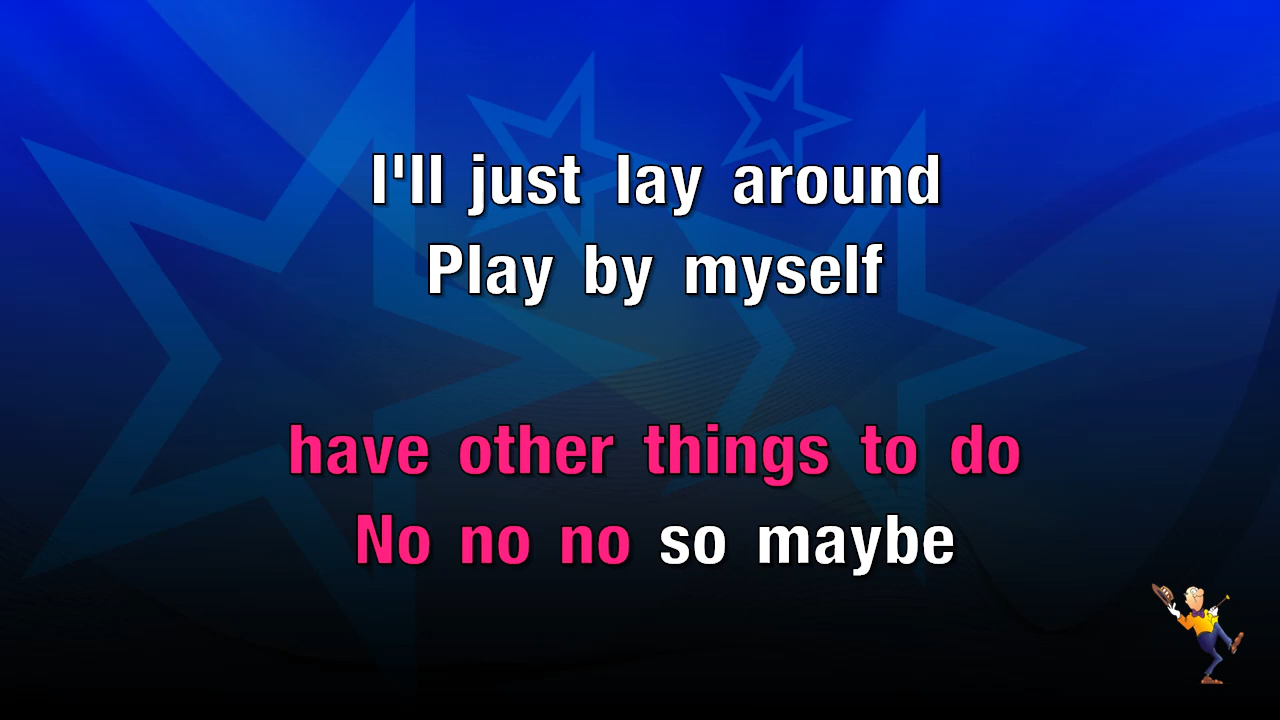 I'll just lay around
Play by myself
have other things to do
No no no so maybe